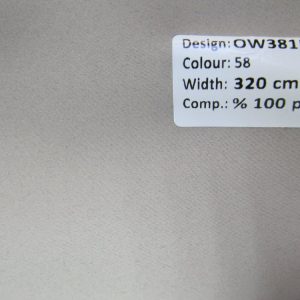 Design: OW381
Colour: 58
Width: 320 cm
Comp.: % 100 p